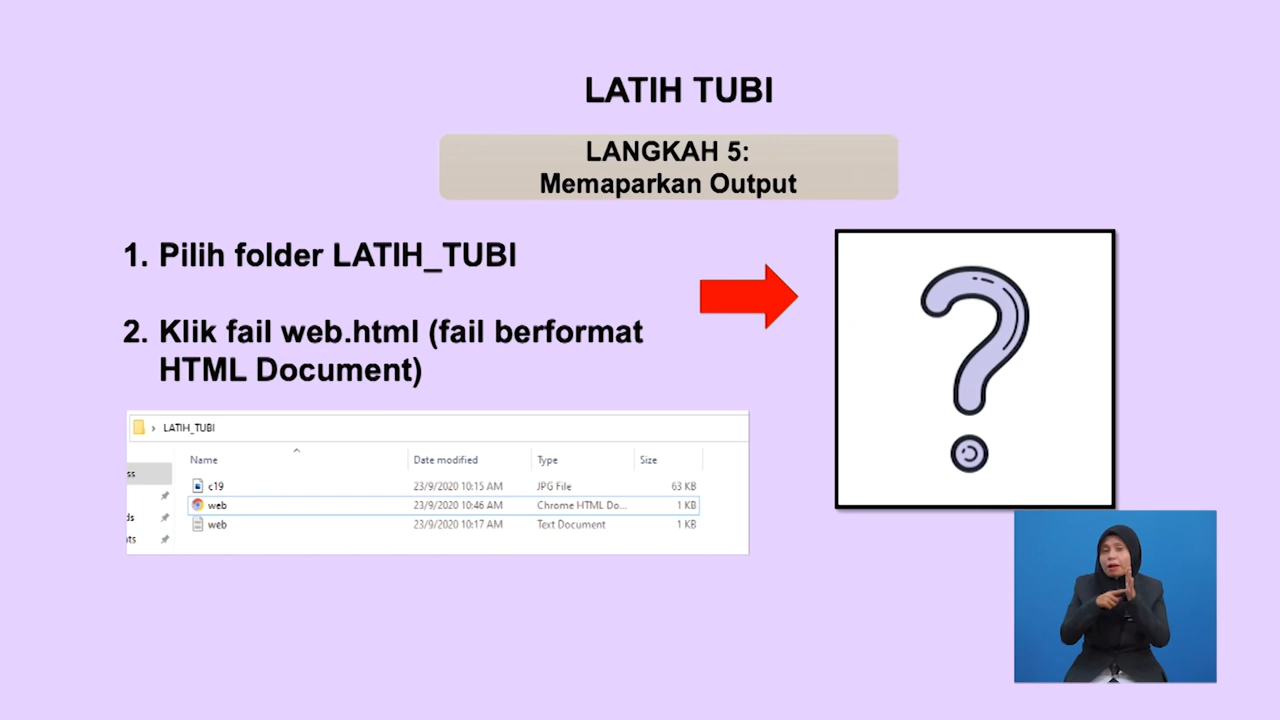 LATIH TUBI
LANGKAH 5:
Memaparkan Output
1. Pilih folder LATIH_TUBI
2. Klik fail web.html (fail berformat
HTML Document)
LATIH_TUBI
Name Date modified Type Size
ss
c19 23/9/2020 10:15 AM JPG File 63 KB
web 23/9/2020 10:46 AM Chrome HTML Do... 1 KB
ds
web 23/9/2020 10:17 AM Text Document 1 KB
nts
?